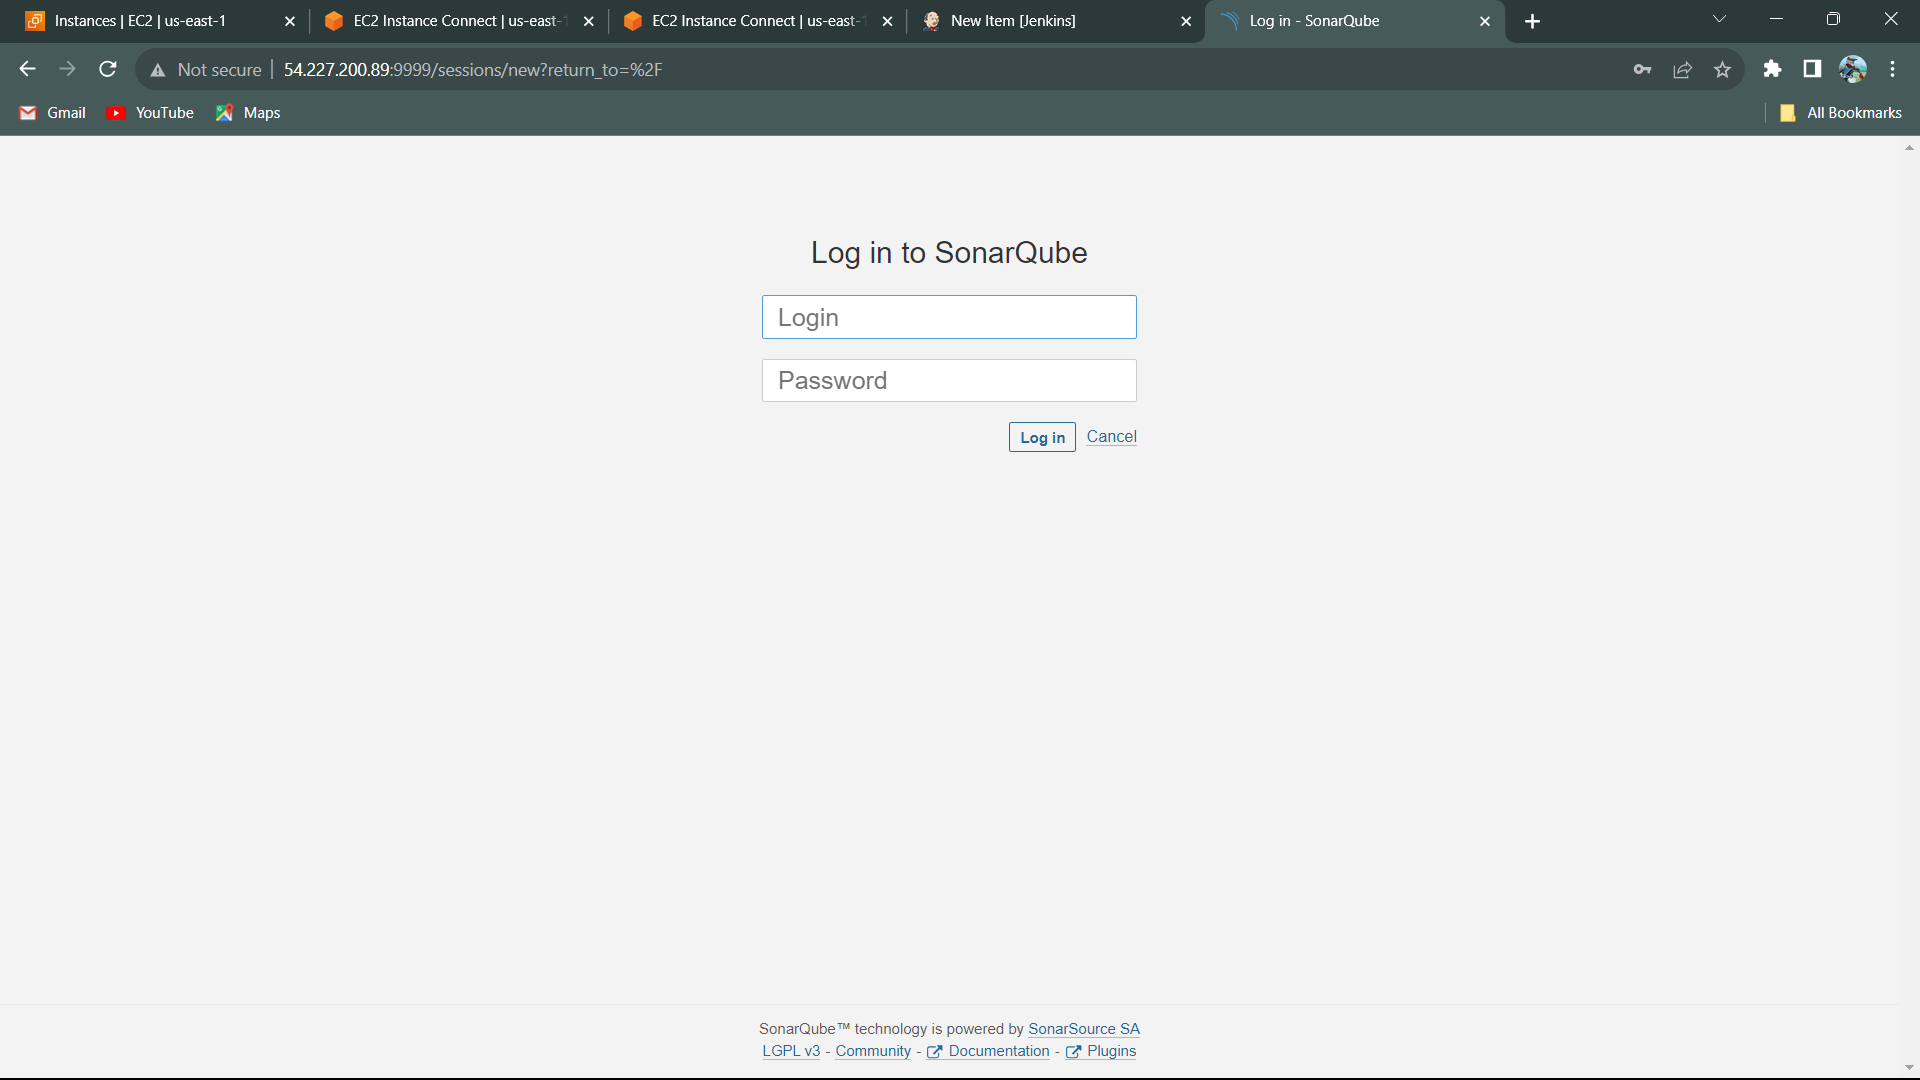 Instances | EC2 | us-east-1
EC2 Instance Connect | us-east-1
EC2 Instance Connect | us-east-1
New Item [Jenkins]
Log in - SonarQube
Not secure
54.227.200.89:9999/sessions/new?return_to=%2F
Gmail
YouTube
Maps
All Bookmarks
Log in to SonarQube
Login
Password
Log in
Cancel
SonarQube™ technology is powered by SonarSource SA
LGPL v3 - Community - Documentation - Plugins